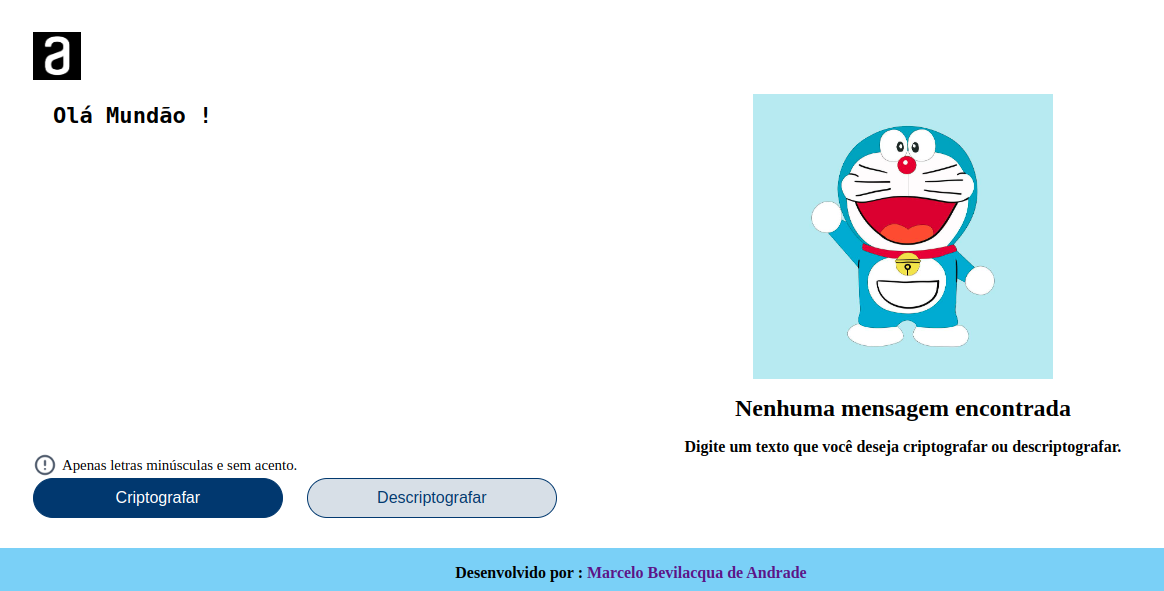 a
Olá Mundão !
Nenhuma mensagem encontrada
Digite um texto que você deseja criptografar ou descriptografar.
Apenas letras minúsculas e sem acento.
Criptografar
Descriptografar
Desenvolvido por : Marcelo Bevilacqua de Andrade